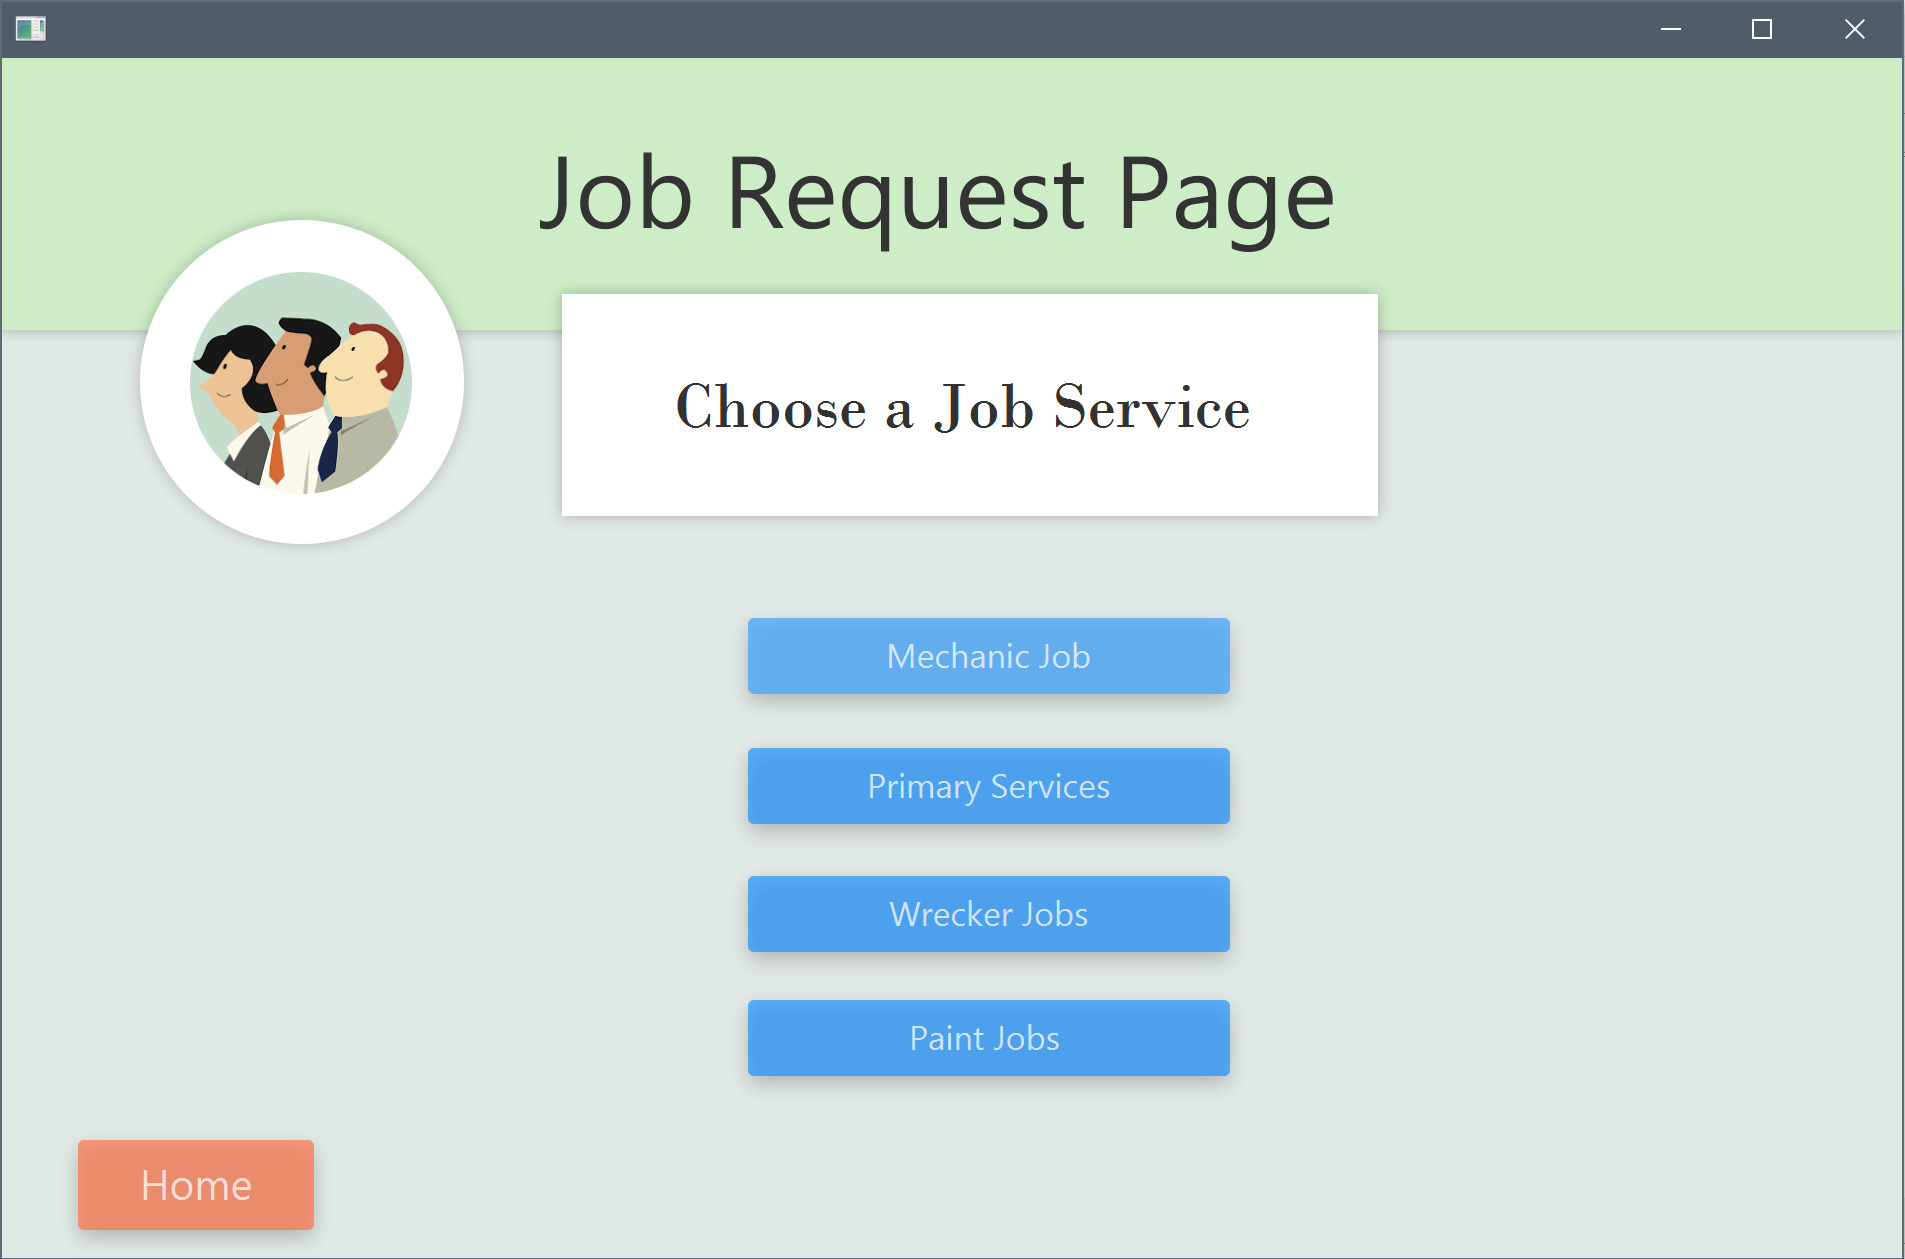 Job Request Page
Choose a Job Service
Mechanic Job
Primary Services
Wrecker Jobs
Paint Jobs
Home